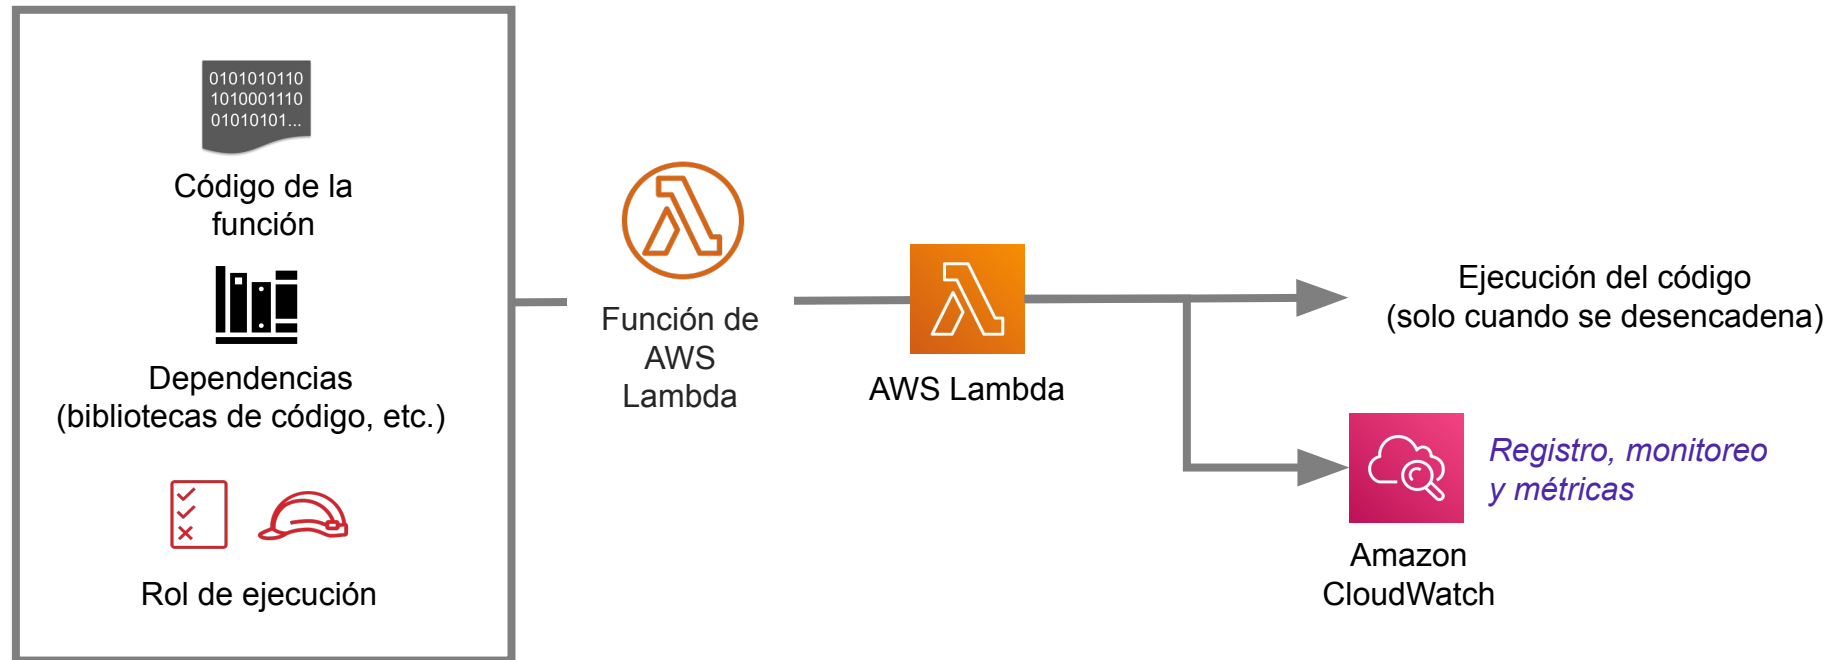 0101010110
1010001110
01010101...
Código de la
función
Dependencias
(bibliotecas de código, etc.)
Rol de ejecución
Función de
AWS
Lambda
AWS Lambda
Ejecución del código
(solo cuando se desencadena)
Registro, monitoreo
y métricas
Amazon
CloudWatch